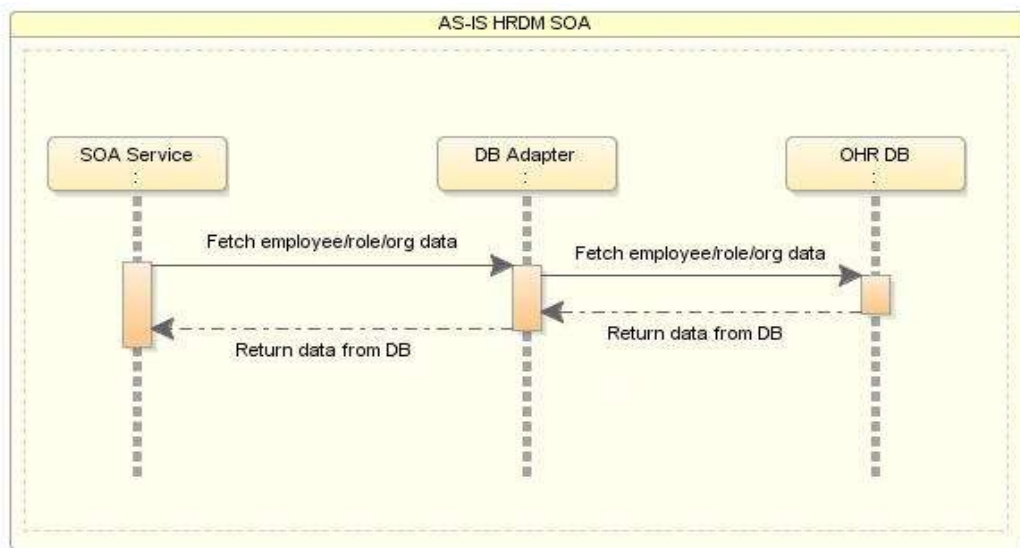 AS-IS HRDM SOA
SOA Service
:
DB Adapter
:
OHR DB
:
Fetch employee/role/org data
Fetch employee/role/org data
Return data from DB
Return data from DB